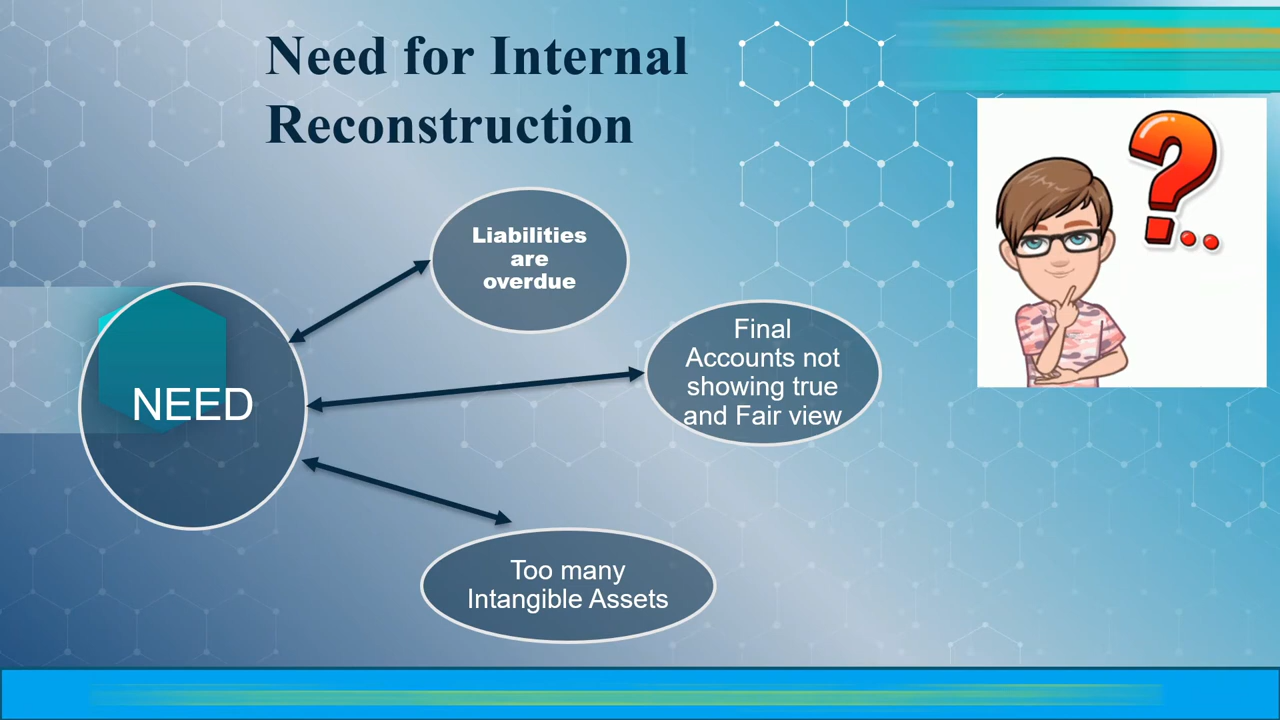 Need for Internal
Reconstruction
Liabilities
are
overdue
Final
Accounts not
showing true
and Fair view
NEED
Too many
Intangible Assets